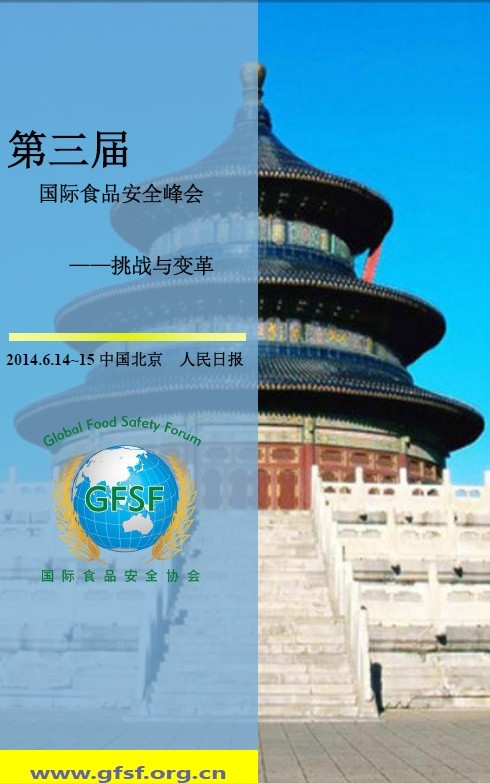 第三届
国际食品安全峰会
——挑战与变革
2014.6.14~15 中国北京 人民日报
Global Food Safety Forum
GFSF
国际食品安全协会
www.gfsf.org.cn